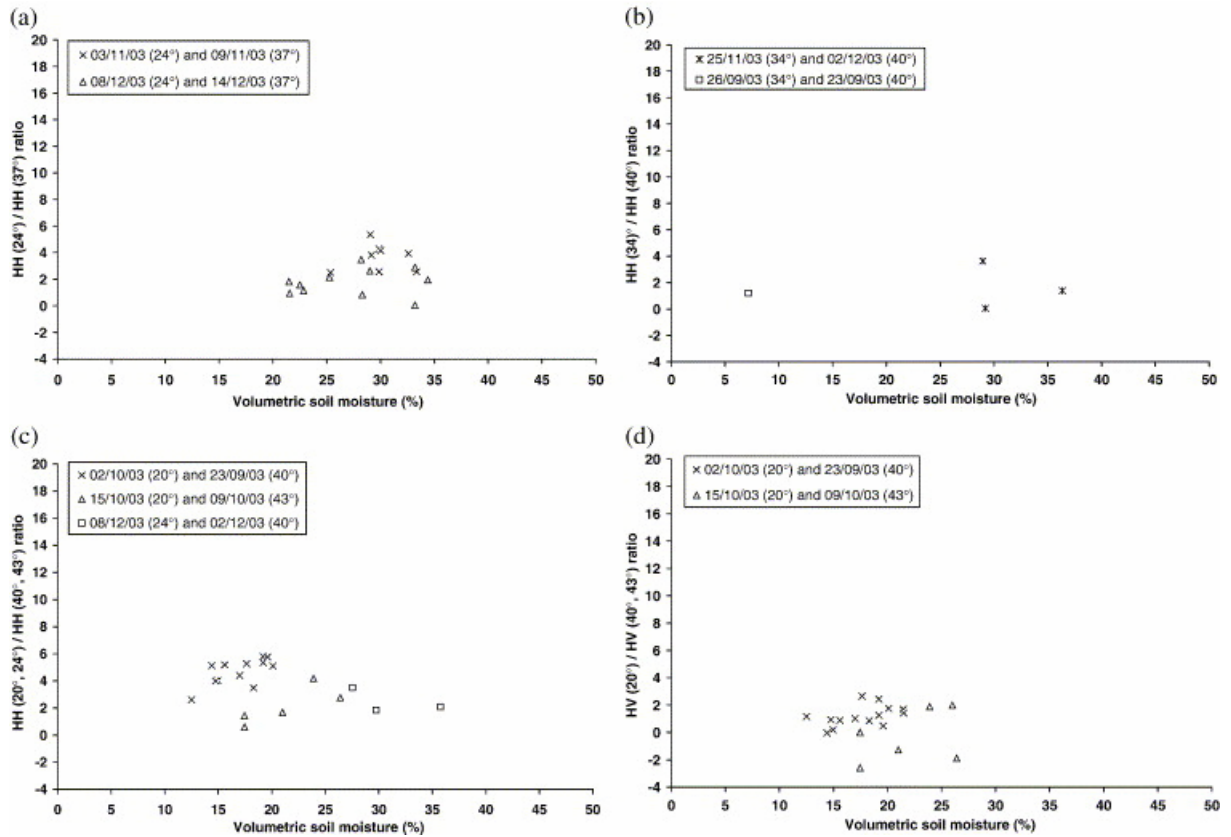 (a)
20
18
16
14
12
10
8
6
4
2
0
-2
-4
HH (24°) / HH (37°) ratio
× 03/11/03 (24°) and 09/11/03 (37°)
△ 08/12/03 (24°) and 14/12/03 (37°)
0 5 10 15 20 25 30 35 40 45 50
Volumetric soil moisture (%)
(b)
20
18
16
14
12
10
8
6
4
2
0
-2
-4
HH (34)° / HH (40°) ratio
25/11/03 (34°) and 02/12/03 (40°)
□ 26/09/03 (34°) and 23/09/03 (40°)
0 5 10 15 20 25 30 35 40 45 50
Volumetric soil moisture (%)
(c)
20
18
16
14
12
10
8
6
4
2
0
-2
-4
HH (20°, 24°) / HH (40°, 43°) ratio
× 02/10/03 (20°) and 23/09/03 (40°)
△ 15/10/03 (20°) and 09/10/03 (43°)
□ 08/12/03 (24°) and 02/12/03 (40°)
0 5 10 15 20 25 30 35 40 45 50
Volumetric soil moisture (%)
(d)
20
18
16
14
12
10
8
6
4
2
0
-2
-4
HV (20°) / HV (40°, 43°) ratio
× 02/10/03 (20°) and 23/09/03 (40°)
△ 15/10/03 (20°) and 09/10/03 (43°)
0 5 10 15 20 25 30 35 40 45 50
Volumetric soil moisture (%)